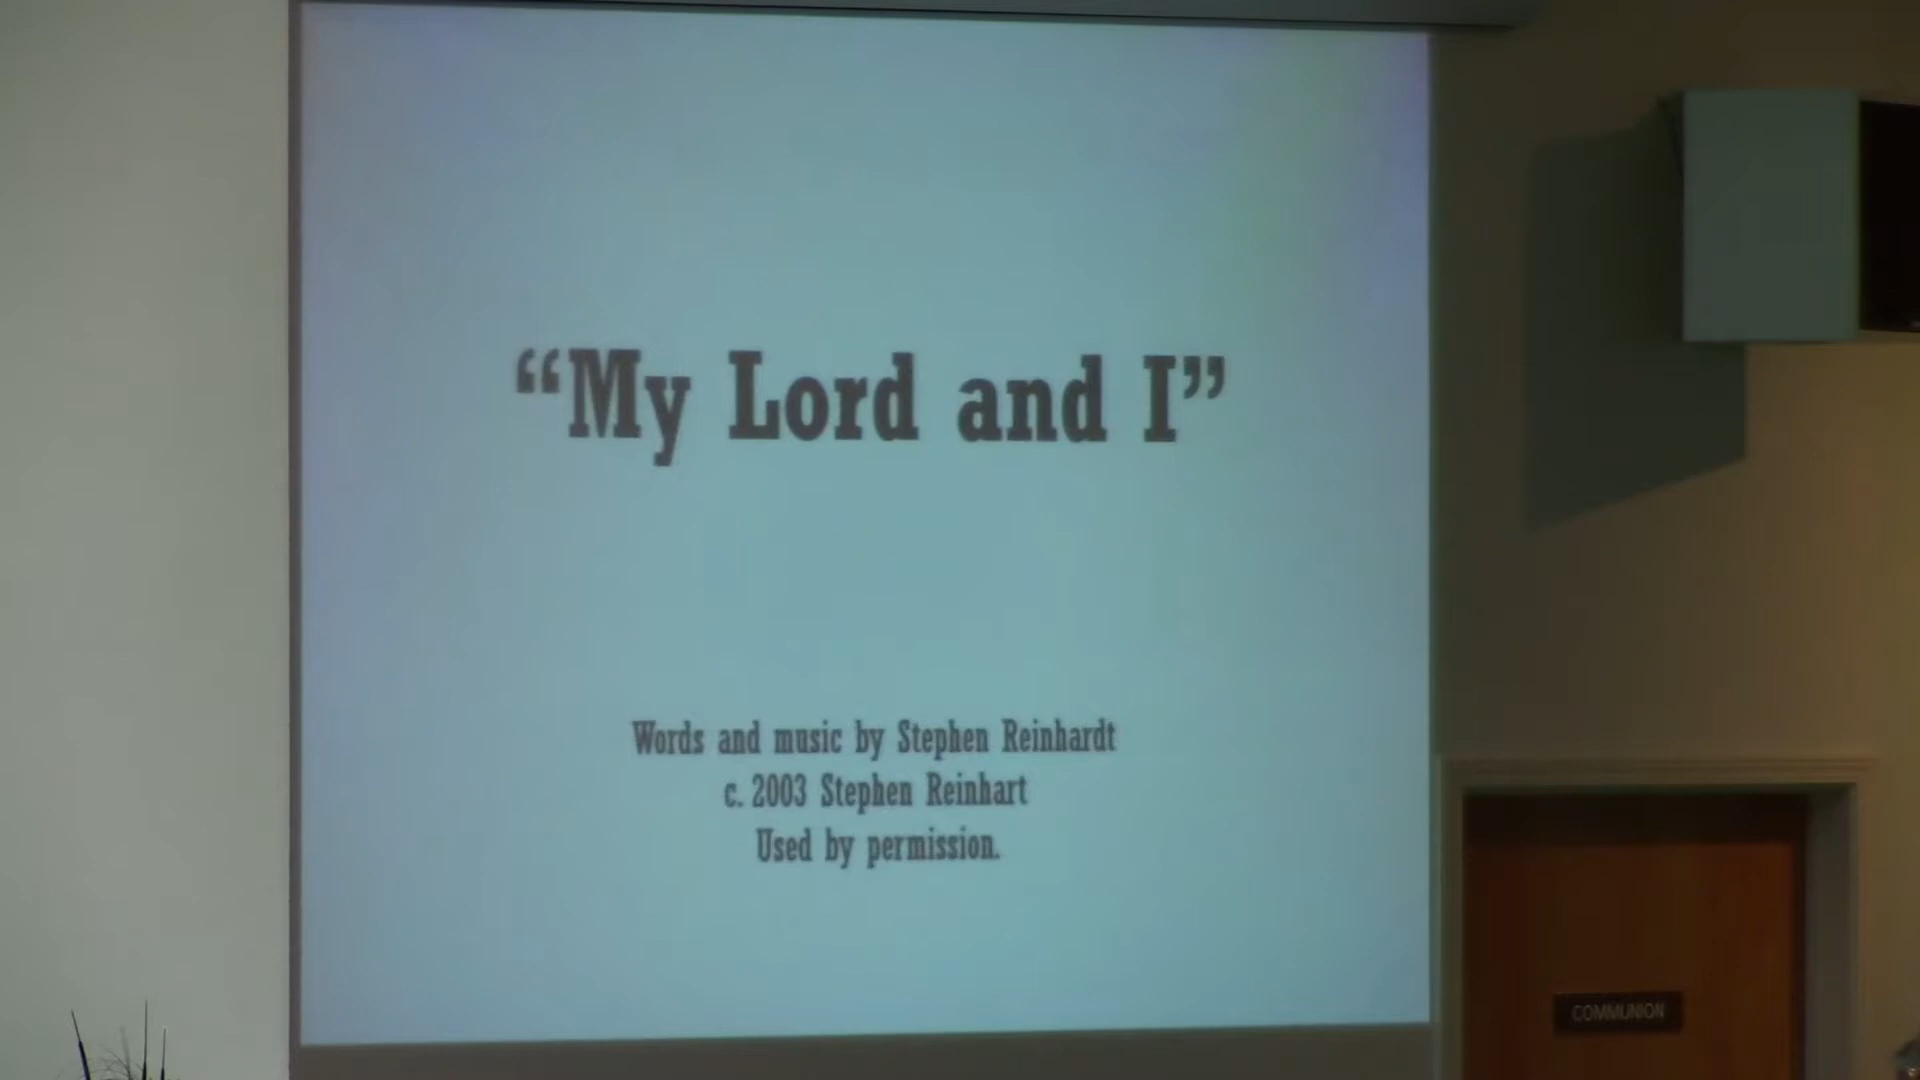 “My Lord and I”
Words and music by Stephen Reinhardt
c. 2003 Stephen Reinhart
Used by permission.
COMMUNION